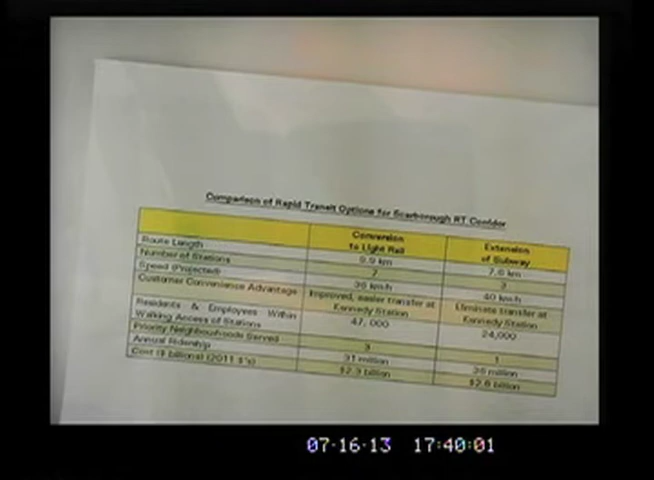 Comparison of Rapid Transit Options for Scarborough RT Corridor
Conversion to Light Rail
Extension of Subway
Route Length 9.9 km 7.6 km
Number of Stations 7 3
Speed (Projected) 36 km/h 40 km/h
Customer Convenience Advantage Improved, easier transfer at Kennedy Station Eliminate transfer at Kennedy Station
Residents & Employees Within Walking Access of Stations 47, 000 24,000
Priority Neighbourhoods Served 3 1
Annual Ridership 31 million 36 million
Cost ($ billions) (2011 $'s) $2.3 billion $2.8 billion
07-16-13 17:40:01